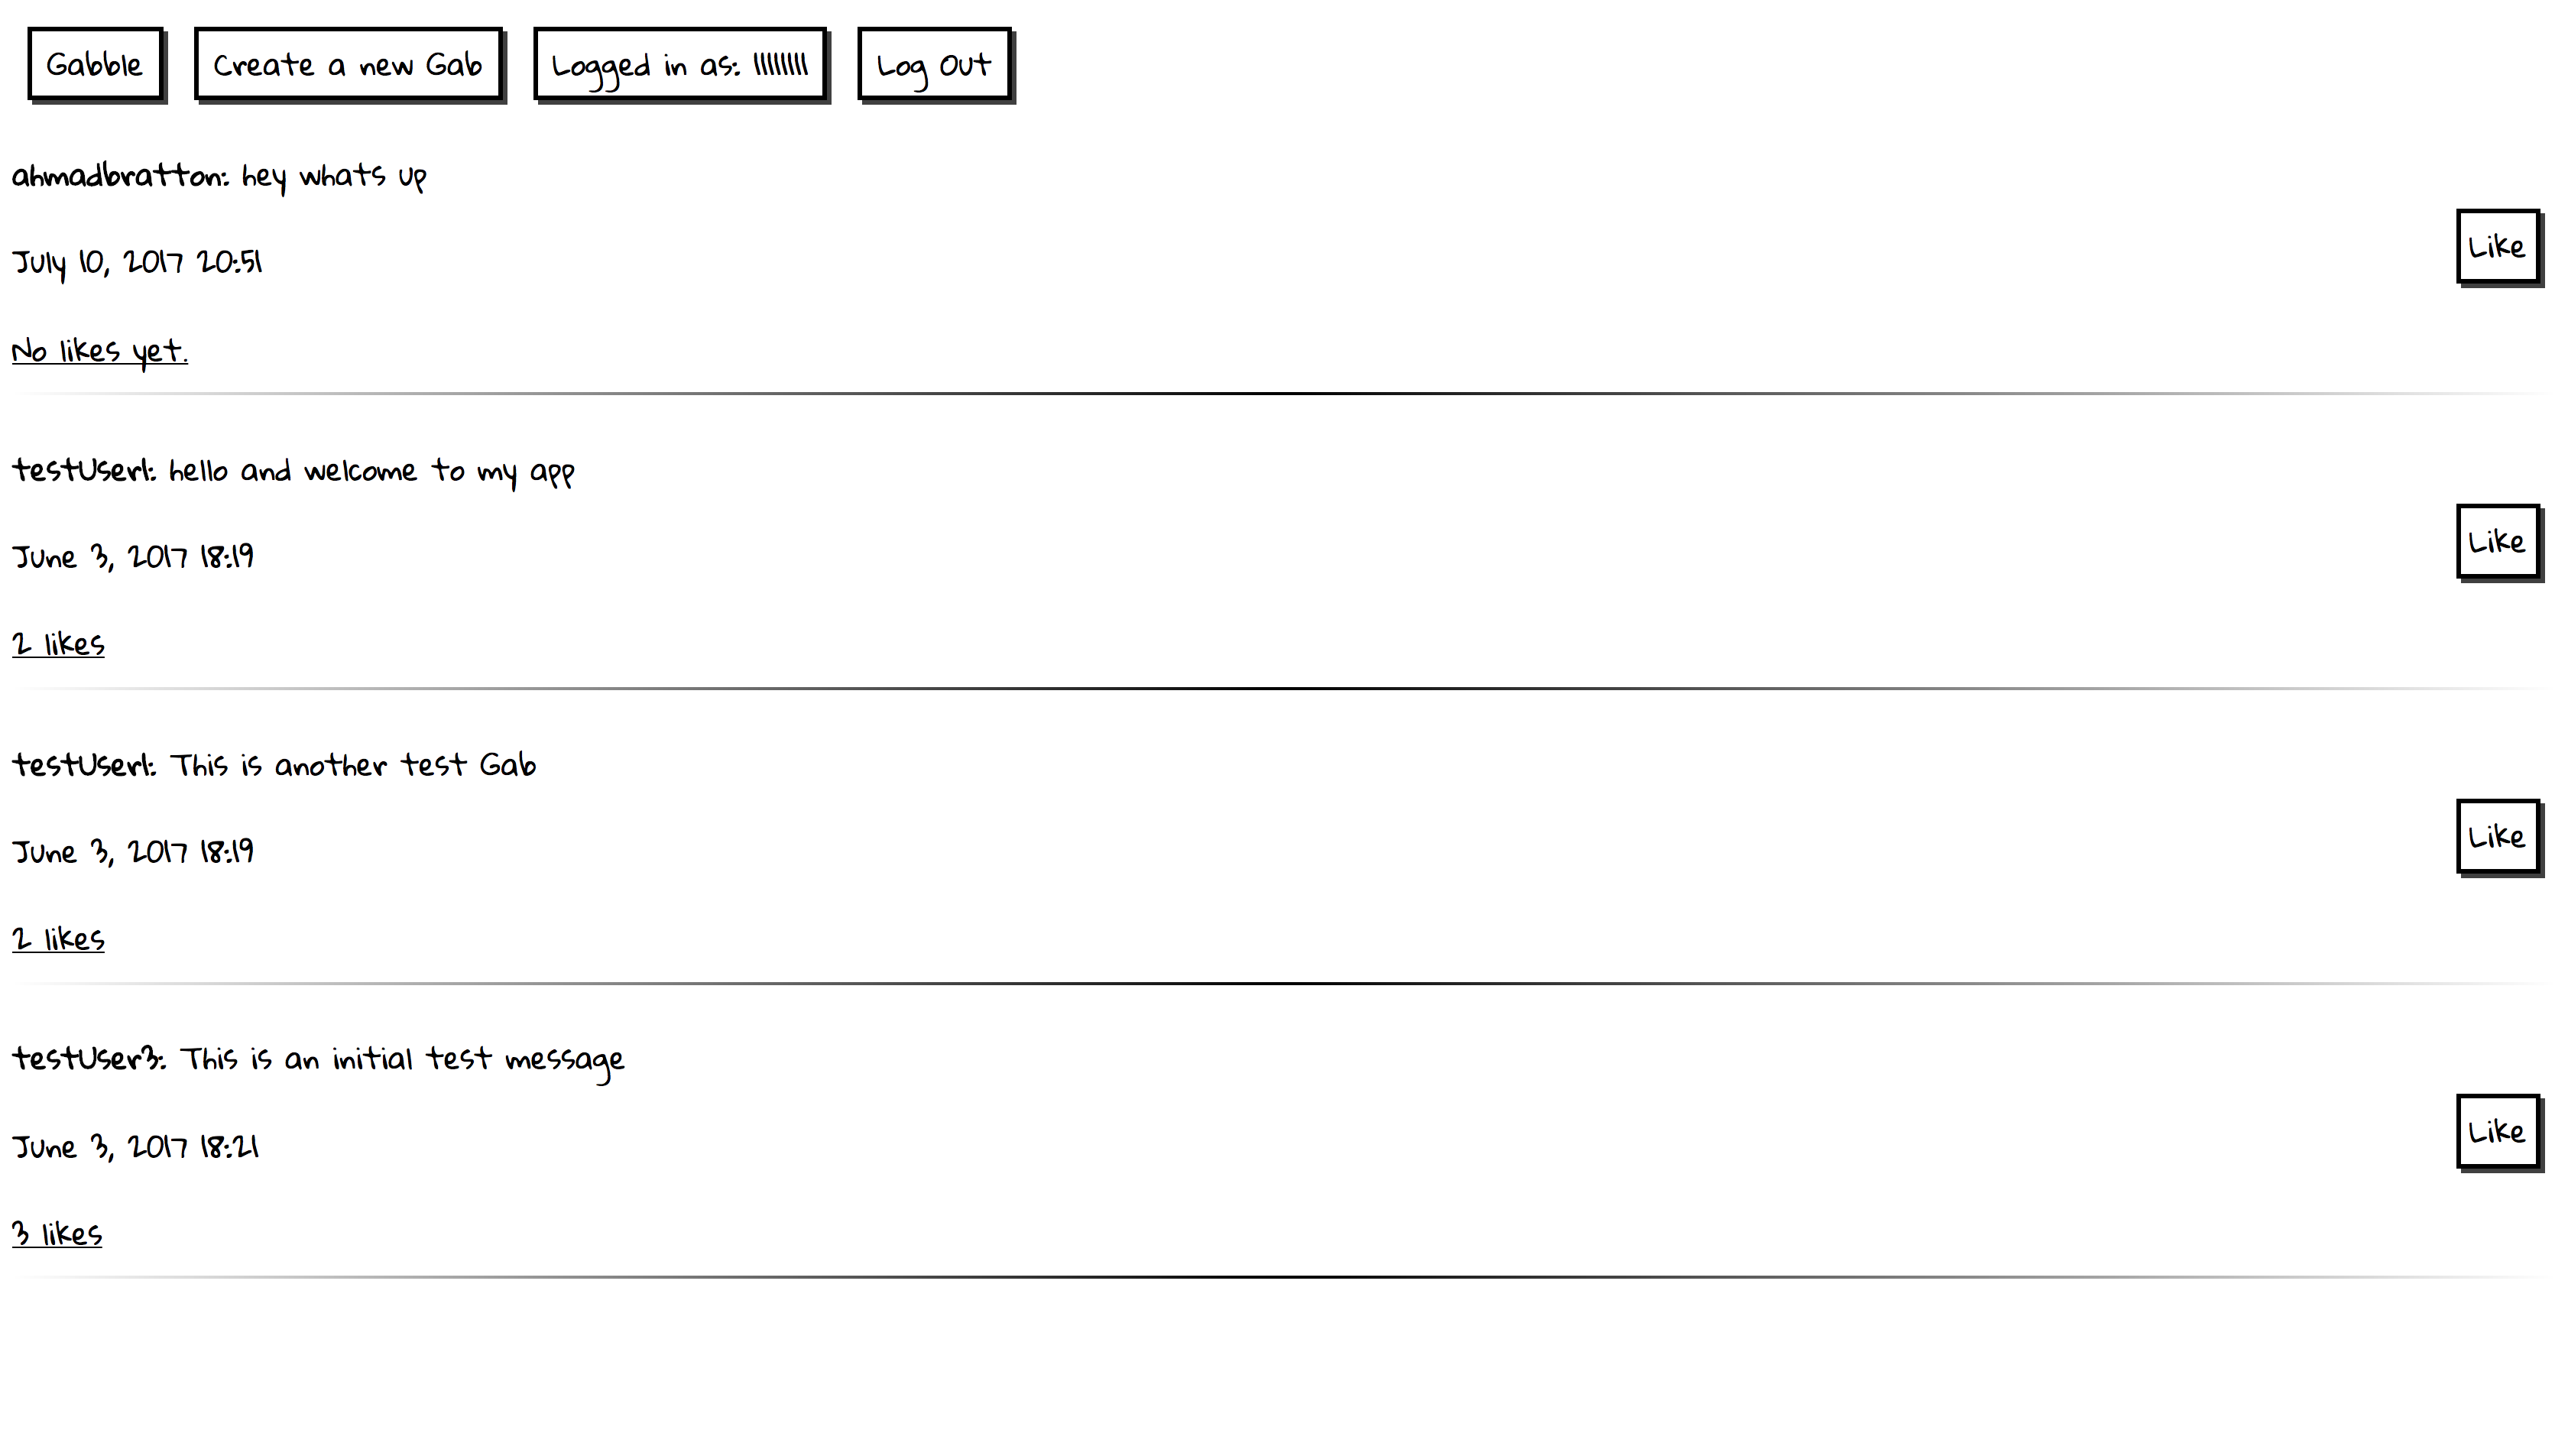 Gabble
Create a new Gab
Logged in as:
Log Out
ahmadbratton: hey whats up
July 10, 2017 20:51
Like
No likes yet.
testUser1: hello and welcome to my app
June 3, 2017 18:19
Like
2 likes
testUser1: This is another test Gab
June 3, 2017 18:19
Like
2 likes
testUser3: This is an initial test message
June 3, 2017 18:21
Like
3 likes